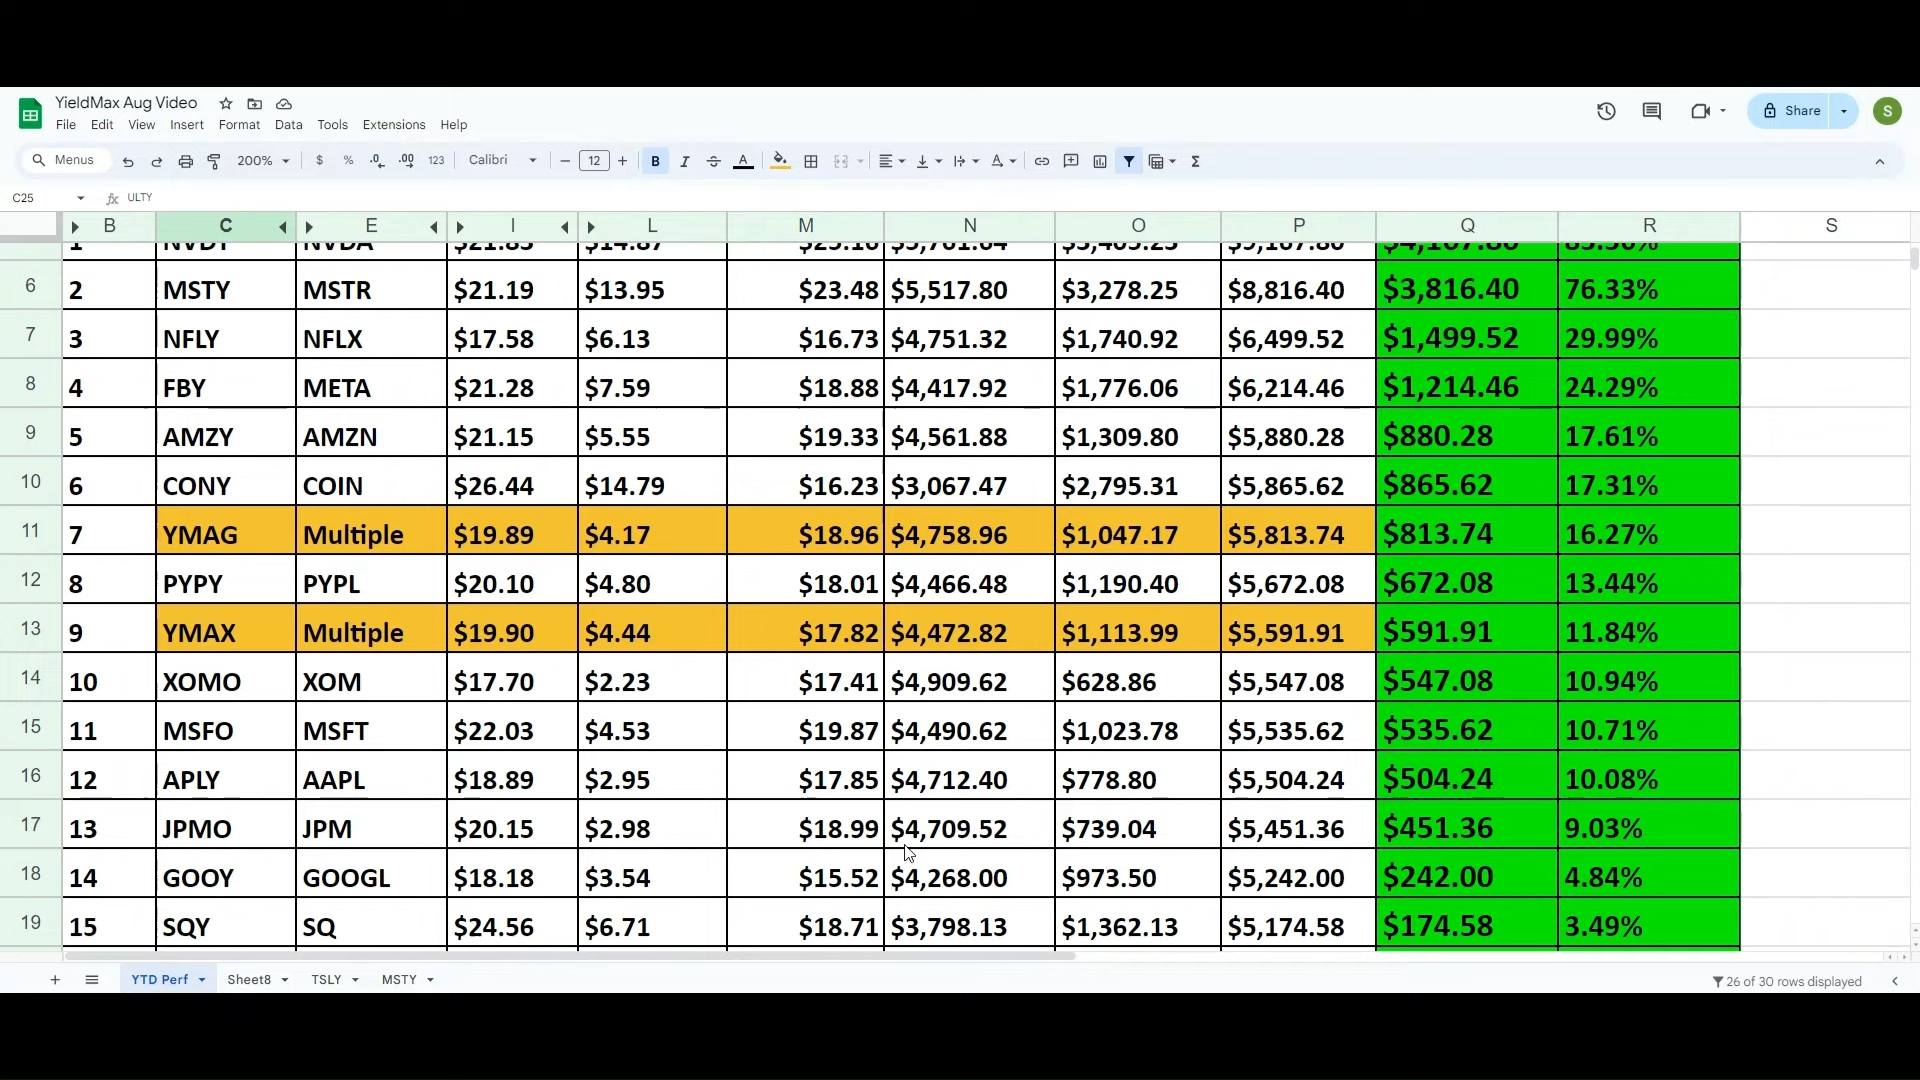 YieldMax Aug Video
File Edit View Insert Format Data Tools Extensions Help
Share
S
Menus 200% $ % .0 .00 123 Calibri 12 B I A
C25 fx ULTY
B C E I L M N O P Q R S
6 2 MSTY MSTR $21.19 $13.95 $23.48 $5,517.80 $3,278.25 $8,816.40 $3,816.40 76.33%
7 3 NFLY NFLX $17.58 $6.13 $16.73 $4,751.32 $1,740.92 $6,499.52 $1,499.52 29.99%
8 4 FBY META $21.28 $7.59 $18.88 $4,417.92 $1,776.06 $6,214.46 $1,214.46 24.29%
9 5 AMZY AMZN $21.15 $5.55 $19.33 $4,561.88 $1,309.80 $5,880.28 $880.28 17.61%
10 6 CONY COIN $26.44 $14.79 $16.23 $3,067.47 $2,795.31 $5,865.62 $865.62 17.31%
11 7 YMAG Multiple $19.89 $4.17 $18.96 $4,758.96 $1,047.17 $5,813.74 $813.74 16.27%
12 8 PYPY PYPL $20.10 $4.80 $18.01 $4,466.48 $1,190.40 $5,672.08 $672.08 13.44%
13 9 YMAX Multiple $19.90 $4.44 $17.82 $4,472.82 $1,113.99 $5,591.91 $591.91 11.84%
14 10 XOMO XOM $17.70 $2.23 $17.41 $4,909.62 $628.86 $5,547.08 $547.08 10.94%
15 11 MSFO MSFT $22.03 $4.53 $19.87 $4,490.62 $1,023.78 $5,535.62 $535.62 10.71%
16 12 APLY AAPL $18.89 $2.95 $17.85 $4,712.40 $778.80 $5,504.24 $504.24 10.08%
17 13 JPMO JPM $20.15 $2.98 $18.99 $4,709.52 $739.04 $5,451.36 $451.36 9.03%
18 14 GOOY GOOGL $18.18 $3.54 $15.52 $4,268.00 $973.50 $5,242.00 $242.00 4.84%
19 15 SQY SQ $24.56 $6.71 $18.71 $3,798.13 $1,362.13 $5,174.58 $174.58 3.49%
YTD Perf Sheet8 TSLY MSTY
26 of 30 rows displayed